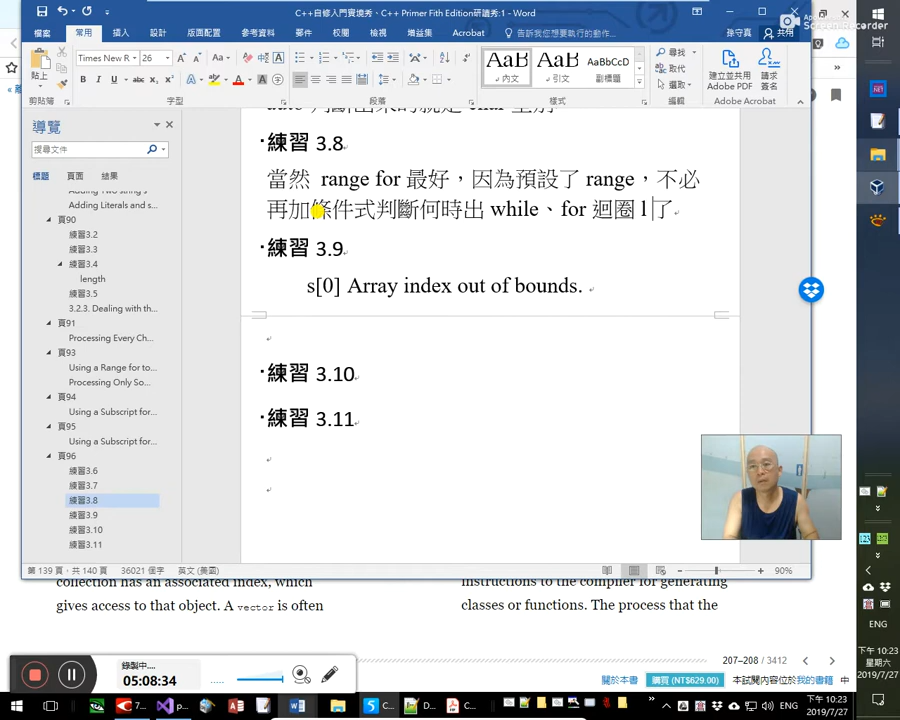 C++自修入門實境秀、C++ Primer Fith Edition研讀秀:1 - Word
Screen Recorder
檔案 常用 插入 設計 版面配置 參考資料 郵件 校閱 檢視 增益集 Acrobat 告訴我您想要執行的動作... 孫守真 共用
Times New R 26
貼上
AaB AaB AaBbCcD
內文 引文 副標題
尋找 取代 選取
建立並共用 Adobe PDF
請求簽名
剪貼簿 字型 段落 樣式 編輯 Adobe Acrobat
導覽
搜尋文件
標題 頁面 結果
Adding Literals and s...
頁90
練習3.2
練習3.3
練習3.4
length
練習3.5
3.2.3. Dealing with th...
頁91
Processing Every Ch...
頁93
Using a Range for to...
Processing Only So...
頁94
Using a Subscript for...
頁95
Using a Subscript for...
頁96
練習3.6
練習3.7
練習3.8
練習3.9
練習3.10
練習3.11
練習 3.8
當然 range for 最好，因為預設了 range，不必
再加條件式判斷何時出 while、for 迴圈 l 了
練習 3.9
s[0] Array index out of bounds.
練習 3.10
練習 3.11
第 139 頁，共 140 頁 36021 個字 英文 (美國) 90%
collection has an associated index, which
gives access to that object. A vector is often
instructions to the compiler for generating
classes or functions. The process that the
207–208 / 3412
關於本書 購買 (NT$629.00) 本試閱內容位於我的書籍 中
錄製中...
05:08:34
ENG
下午 10:23
星期六
2019/7/27
下午 10:23
2019/7/27